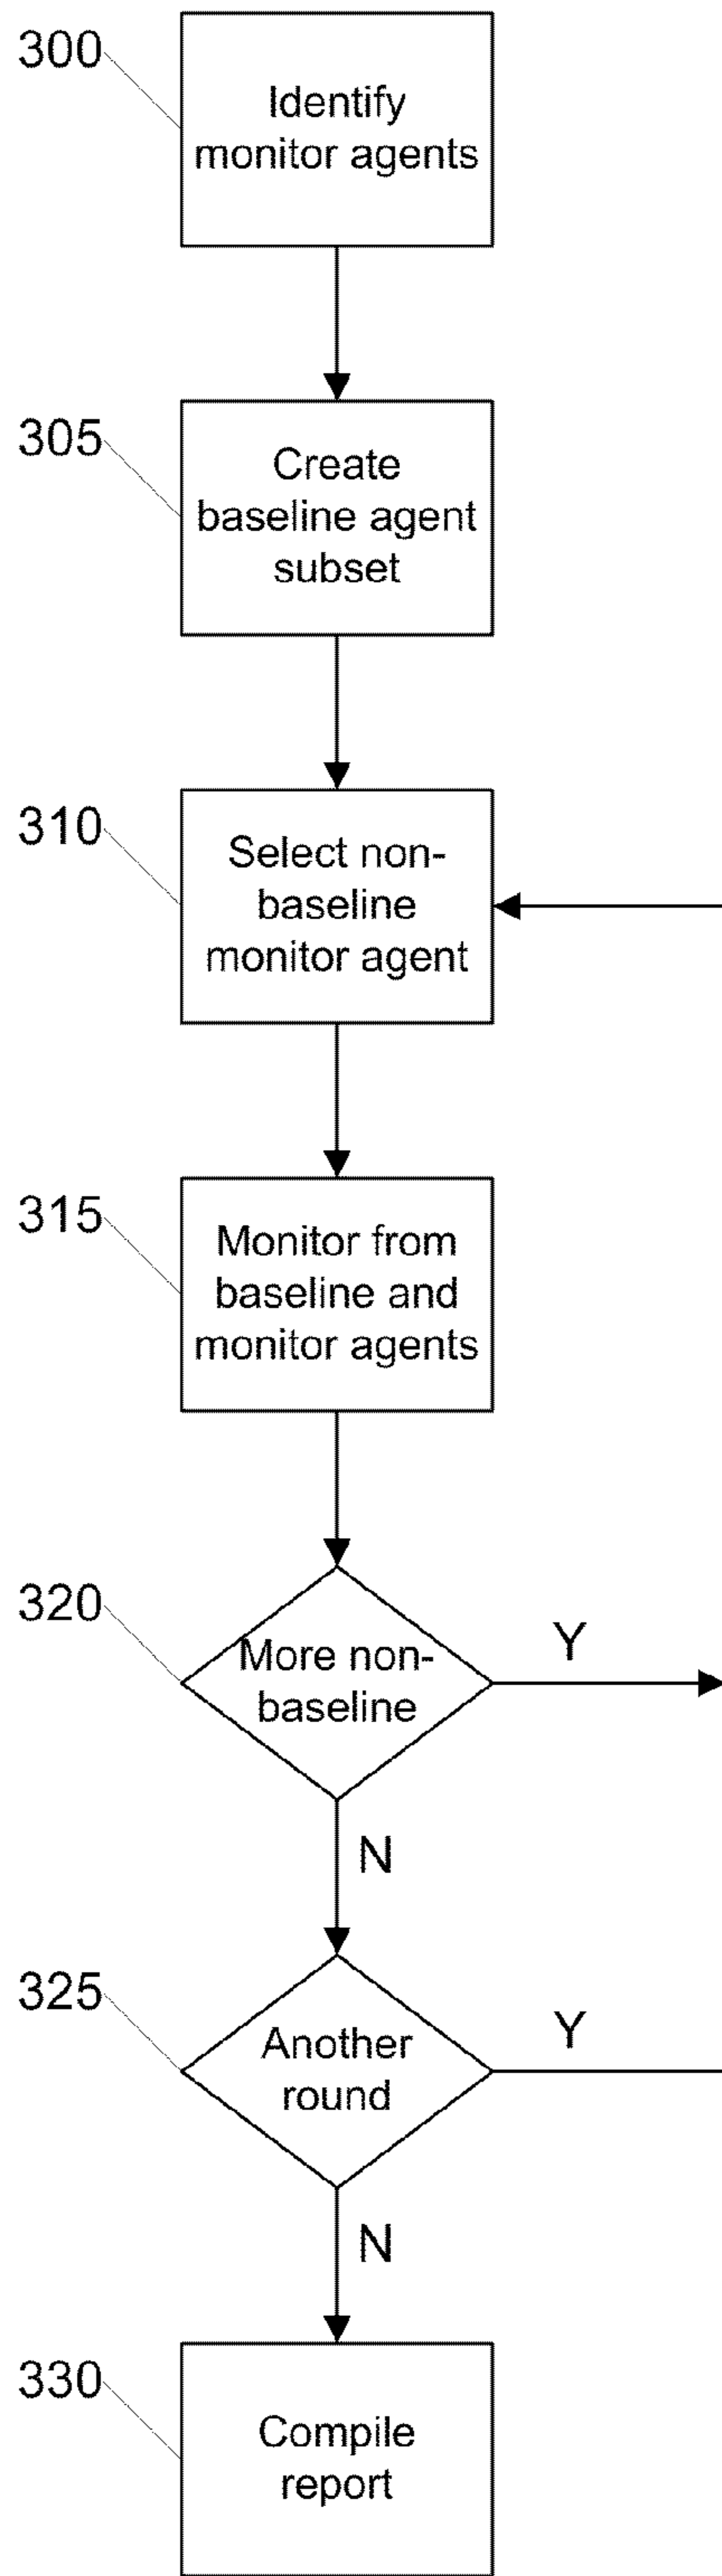 300
Identify
monitor agents
305
Create
baseline agent
subset
310
Select non-
baseline
monitor agent
315
Monitor from
baseline and
monitor agents
320
More non-
baseline
Y
N
325
Another
round
Y
N
330
Compile
report